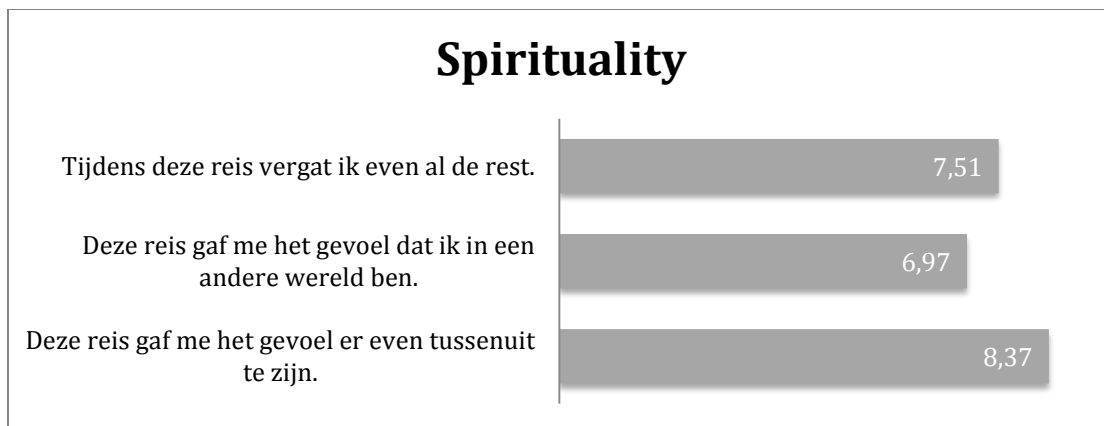 Spirituality
Tijdens deze reis vergat ik even al de rest.
7,51
Deze reis gaf me het gevoel dat ik in een
andere wereld ben.
6,97
Deze reis gaf me het gevoel er even tussenuit
te zijn.
8,37